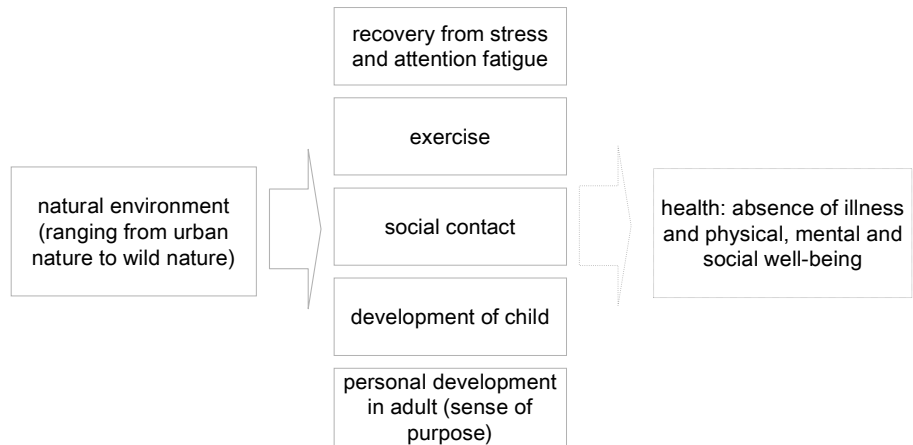 recovery from stress
and attention fatigue
exercise
natural environment
(ranging from urban
nature to wild nature)
social contact
health: absence of illness
and physical, mental and
social well-being
development of child
personal development
in adult (sense of
purpose)